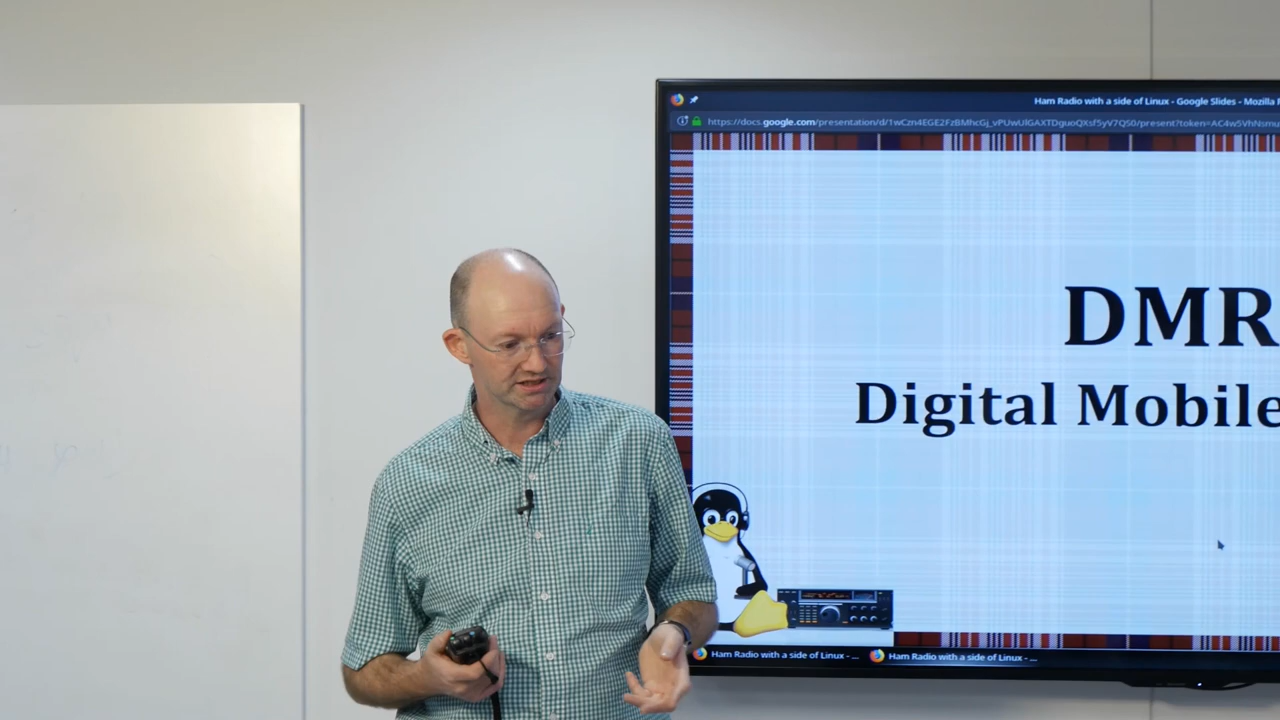 Ham Radio with a side of Linux - Google Slides - Mozilla F
DMR
Digital Mobile
Ham Radio with a side of Linux - ...
Ham Radio with a side of Linux - ...